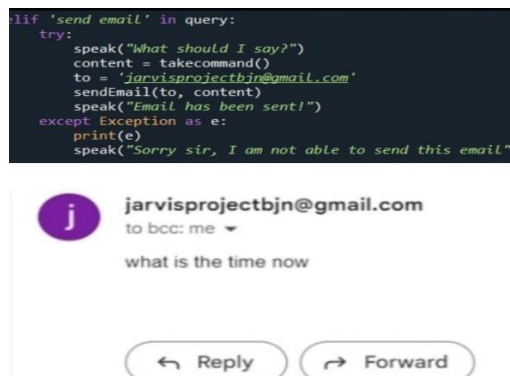 elif 'send email' in query:
try:
speak("What should I say?")
content = takecommand()
to = 'jarvisprojectbjn@gmail.com'
sendEmail(to, content)
speak("Email has been sent!")
except Exception as e:
print(e)
speak("Sorry sir, I am not able to send this email"
j
jarvisprojectbjn@gmail.com
to bcc: me
what is the time now
Reply
Forward